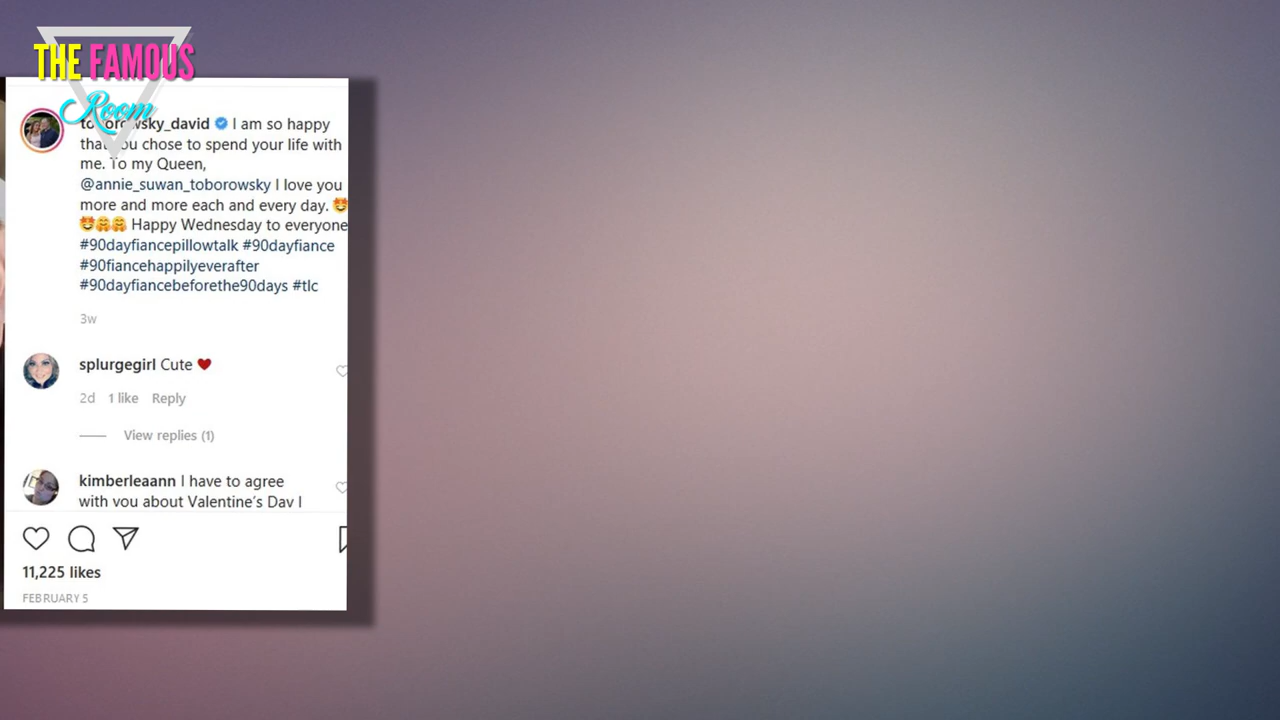 THE FAMOUS
Room
toborowsky_david I am so happy
that you chose to spend your life with
me. To my Queen,
@annie_suwan_toborowsky I love you
more and more each and every day. 🤩
🤩🤗🤗 Happy Wednesday to everyone
#90dayfiancepillowtalk #90dayfiance
#90fiancehappilyeverafter
#90dayfiancebeforethe90days #tlc
3w
splurgegirl Cute ♥
2d 1 like Reply
View replies (1)
kimberleaann I have to agree
with you about Valentine's Day I
11,225 likes
FEBRUARY 5